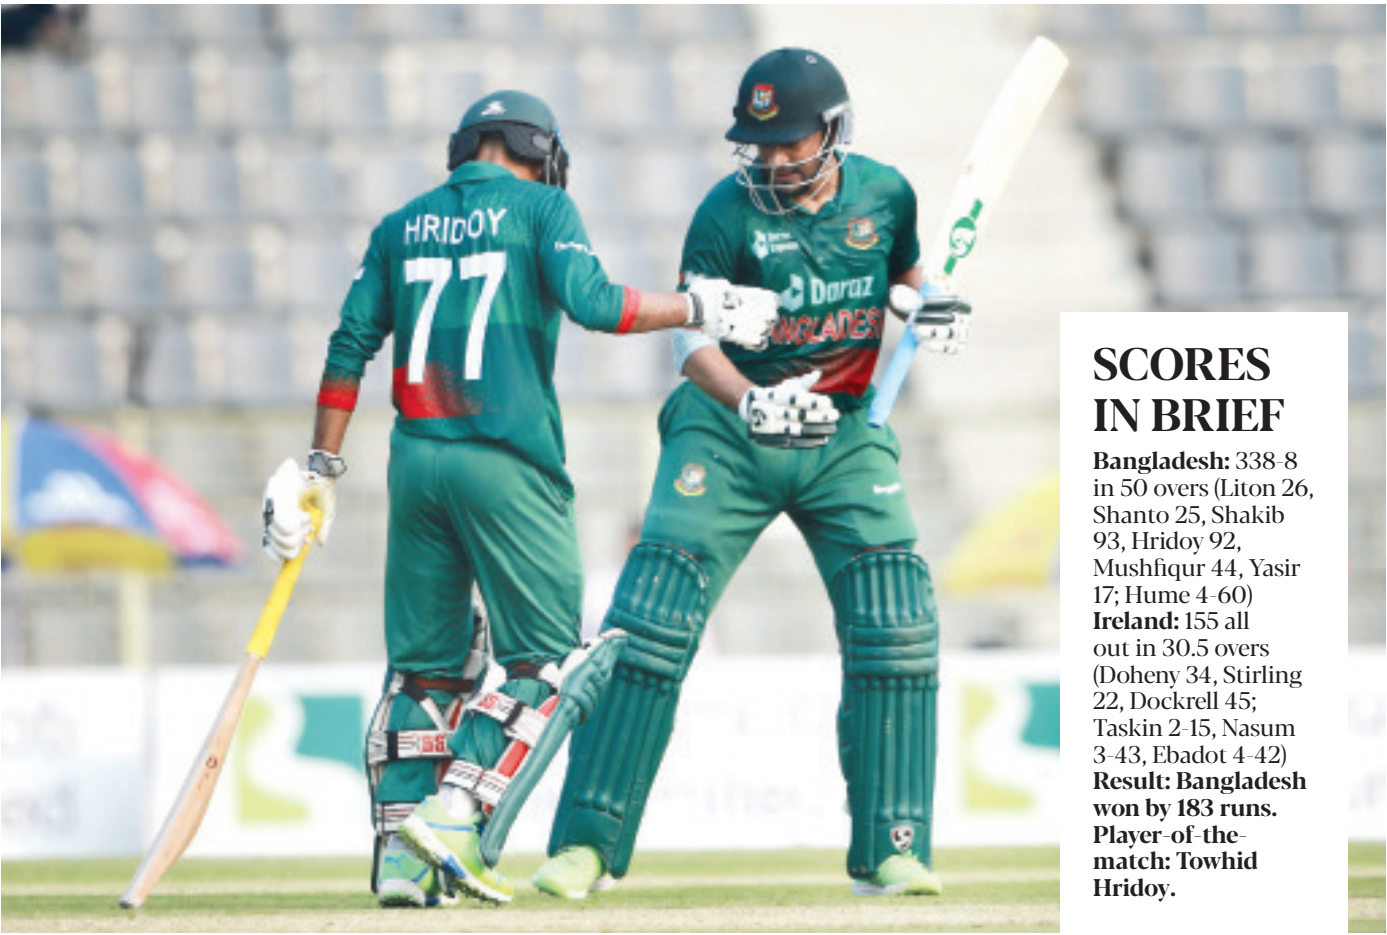 HRIDOY
77
Daraz
SCORES
IN BRIEF
Bangladesh: 338-8
in 50 overs (Liton 26,
Shanto 25, Shakib
93, Hridoy 92,
Mushfiqur 44, Yasir
17; Hume 4-60)
Ireland: 155 all
out in 30.5 overs
(Doheny 34, Stirling
22, Dockrell 45;
Taskin 2-15, Nasum
3-43, Ebadot 4-42)
Result: Bangladesh
won by 183 runs.
Player-of-the-
match: Towhid
Hridoy.